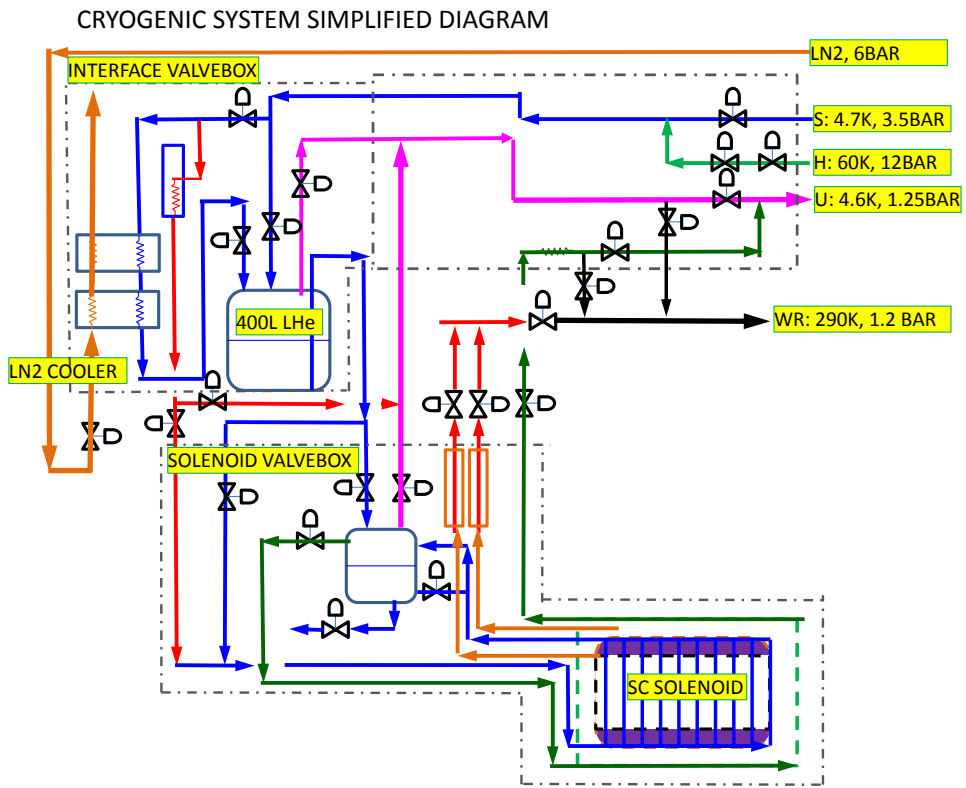 CRYOGENIC SYSTEM SIMPLIFIED DIAGRAM
LN2, 6BAR
INTERFACE VALVEBOX
S: 4.7K, 3.5BAR
H: 60K, 12BAR
U: 4.6K, 1.25BAR
400L LHe
WR: 290K, 1.2 BAR
LN2 COOLER
SOLENOID VALVEBOX
SC SOLENOID